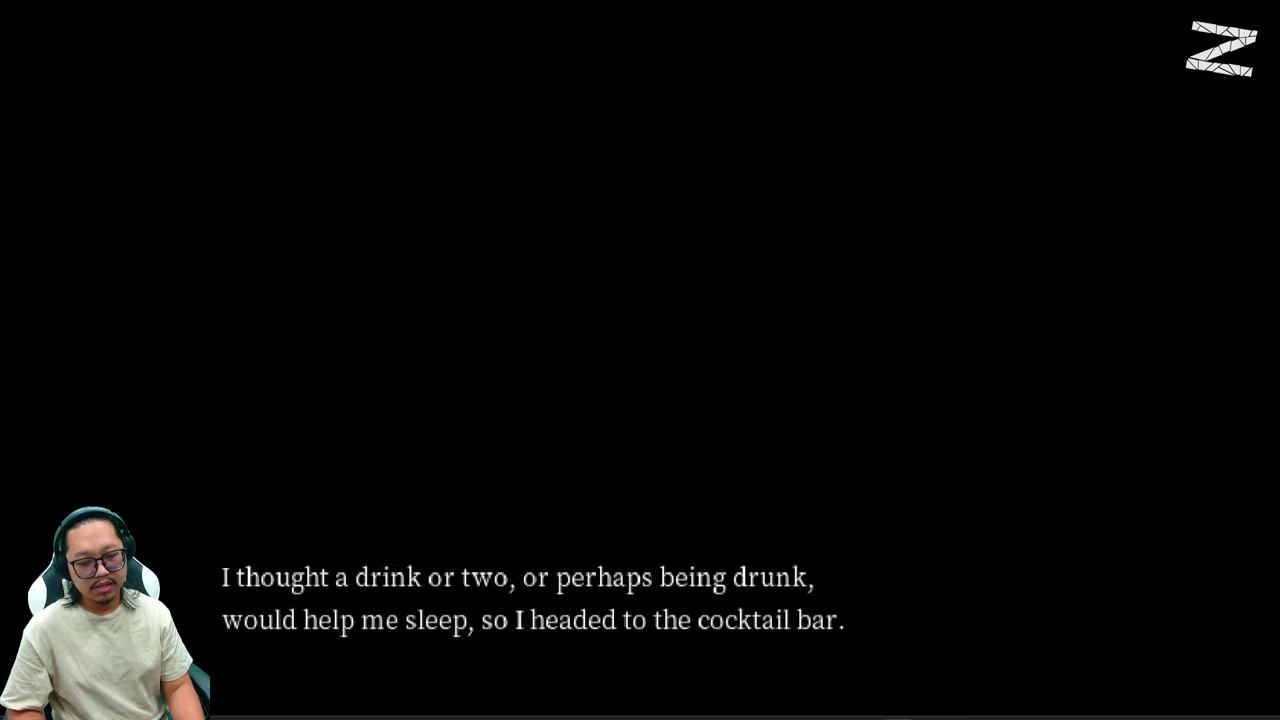 Z
I thought a drink or two, or perhaps being drunk,
would help me sleep, so I headed to the cocktail bar.